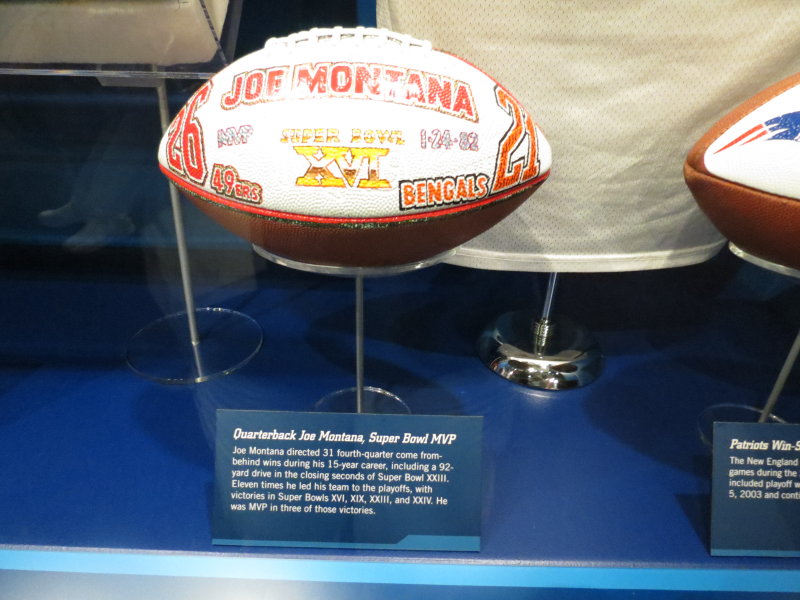 JOE MONTANA
26 MVP SUPER BOWL 1-24-82 21
XVI
49ERS BENGALS
Quarterback Joe Montana, Super Bowl MVP
Joe Montana directed 31 fourth-quarter come from-
behind wins during his 15-year career, including a 92-
yard drive in the closing seconds of Super Bowl XXIII.
Eleven times he led his team to the playoffs, with
victories in Super Bowls XVI, XIX, XXIII, and XXIV. He
was MVP in three of those victories.
Patriots Win-S
The New England
games during the
included playoff w
5, 2003 and conti